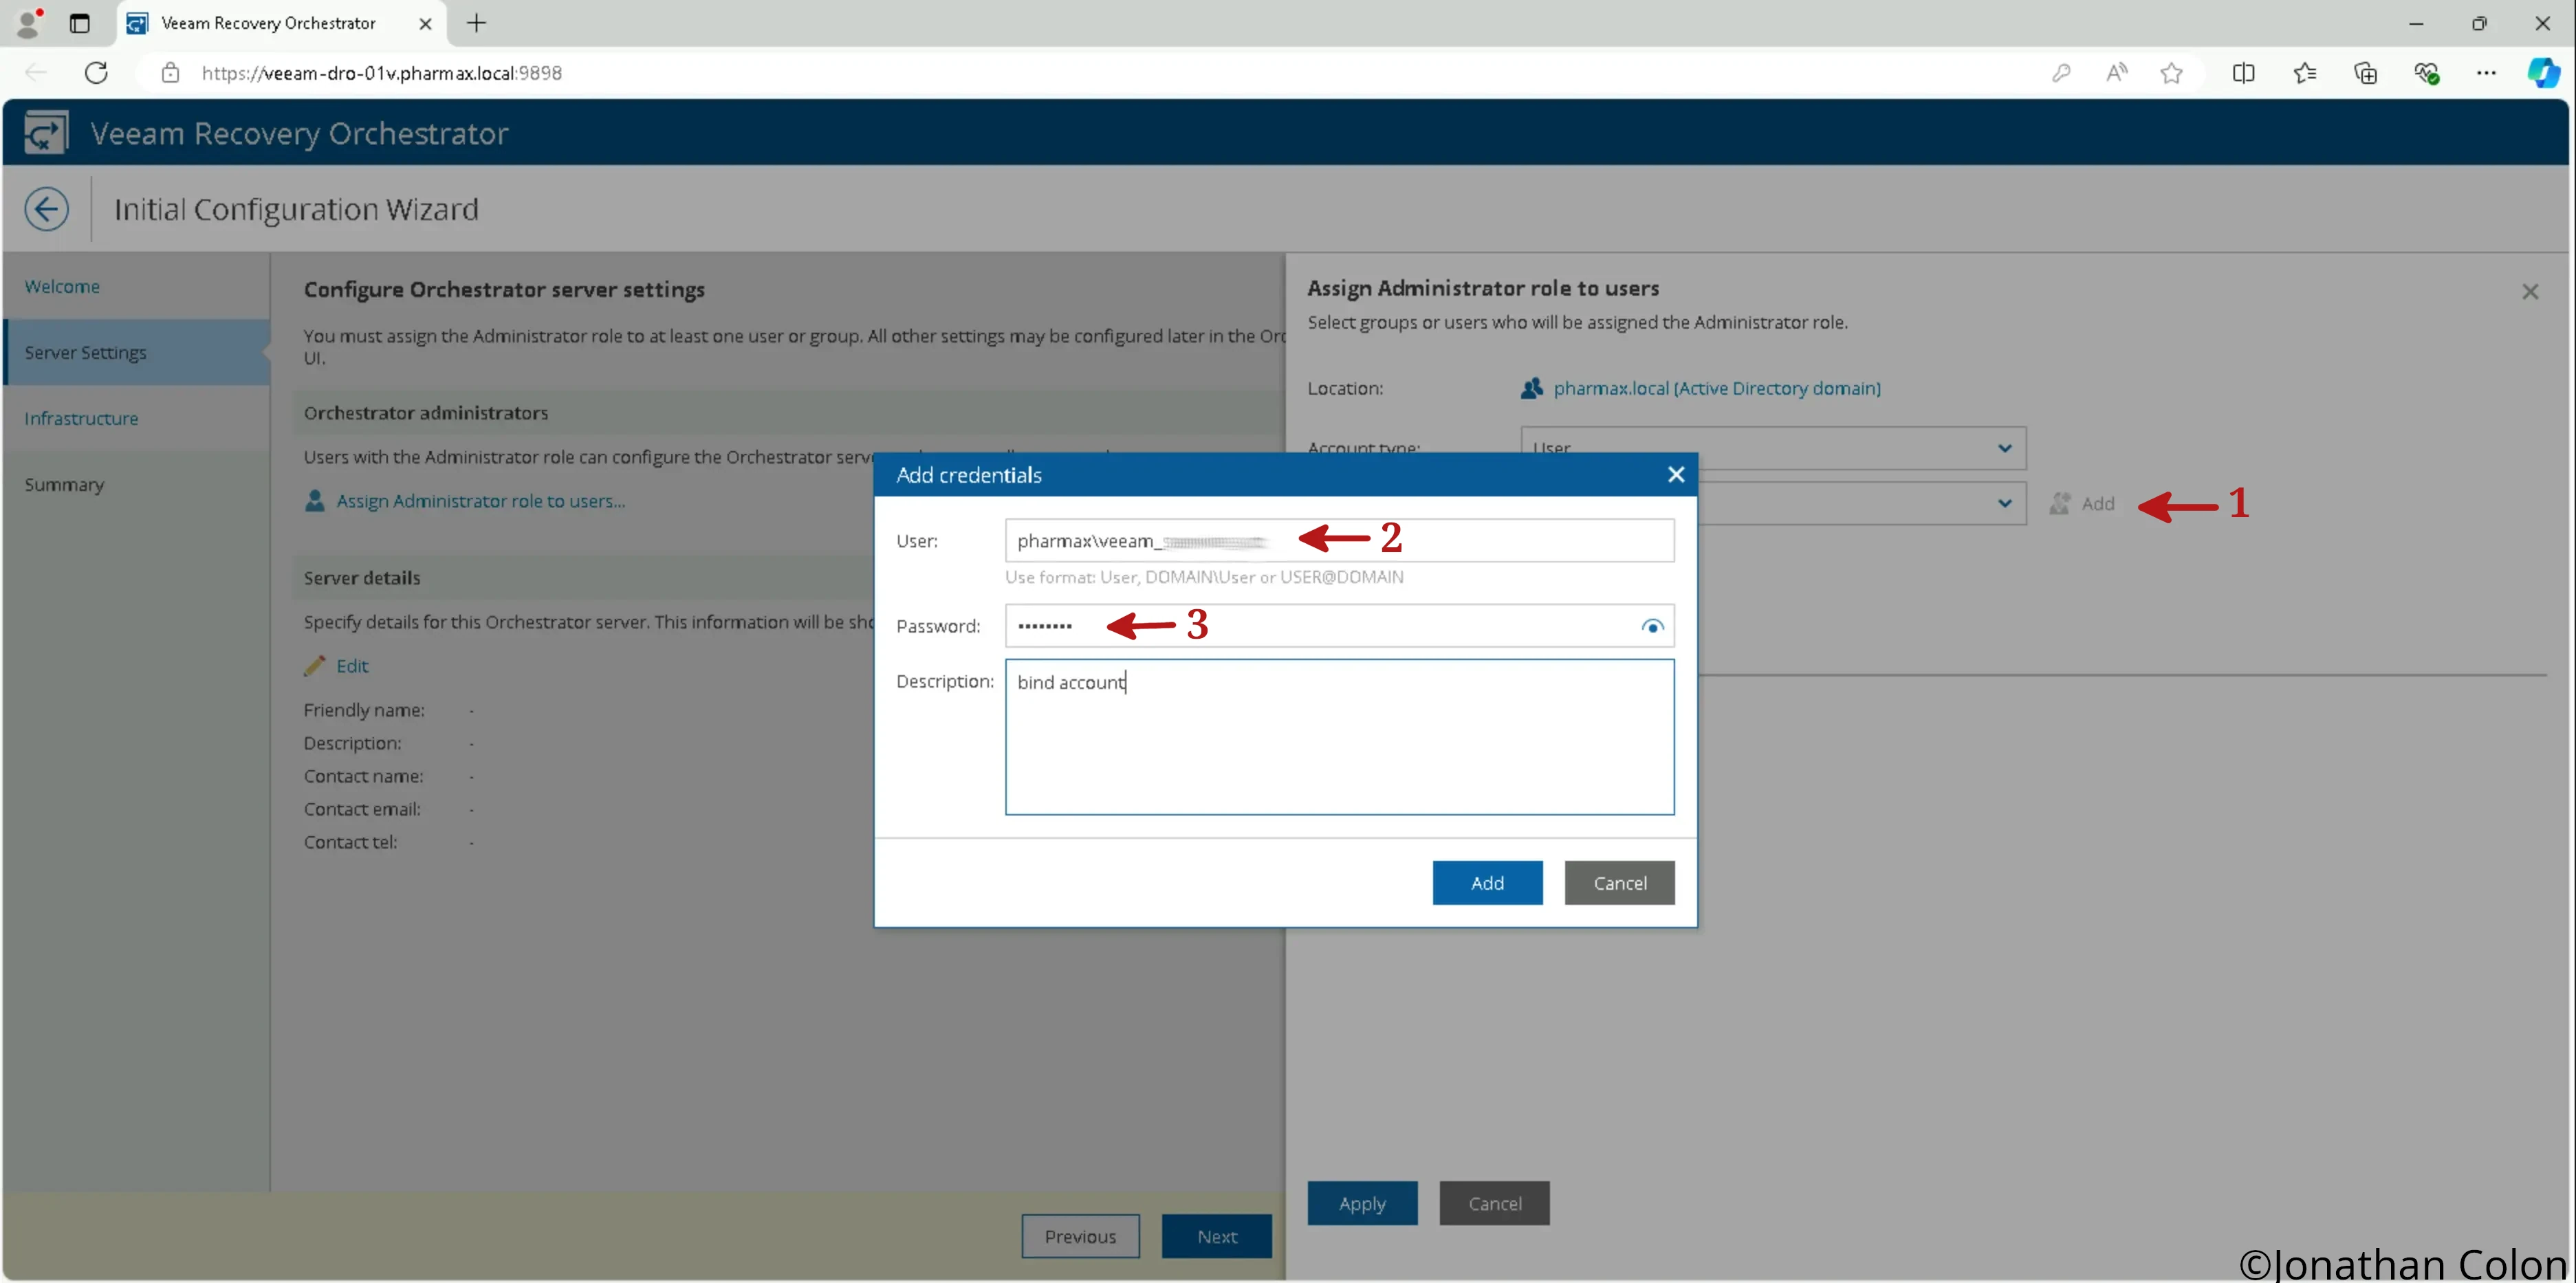 Veeam Recovery Orchestrator
https://veeam-dro-01v.pharmax.local:9898
Veeam Recovery Orchestrator
Initial Configuration Wizard
Welcome
Server Settings
Infrastructure
Summary
Configure Orchestrator server settings
You must assign the Administrator role to at least one user or group. All other settings may be configured later in the Orc
UI.
Orchestrator administrators
Users with the Administrator role can configure the Orchestrator serve
Assign Administrator role to users...
Server details
Specify details for this Orchestrator server. This information will be sho
Edit
Friendly name: -
Description: -
Contact name: -
Contact email: -
Contact tel: -
Previous Next
Assign Administrator role to users
Select groups or users who will be assigned the Administrator role.
Location: pharmax.local (Active Directory domain)
Account type: User
Add 1
Add credentials
User: pharmax\veeam_ 2
Use format: User, DOMAIN\User or USER@DOMAIN
Password: •••••••• 3
Description: bind account
Add Cancel
Apply Cancel
©Jonathan Colon